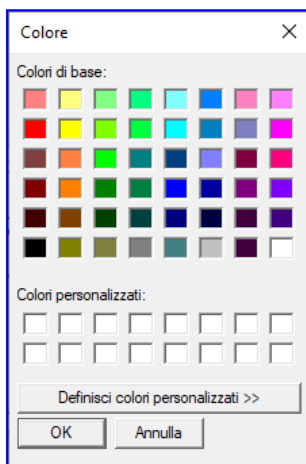 Colore
Colori di base:
Colori personalizzati:
Definisci colori personalizzati >>
OK
Annulla